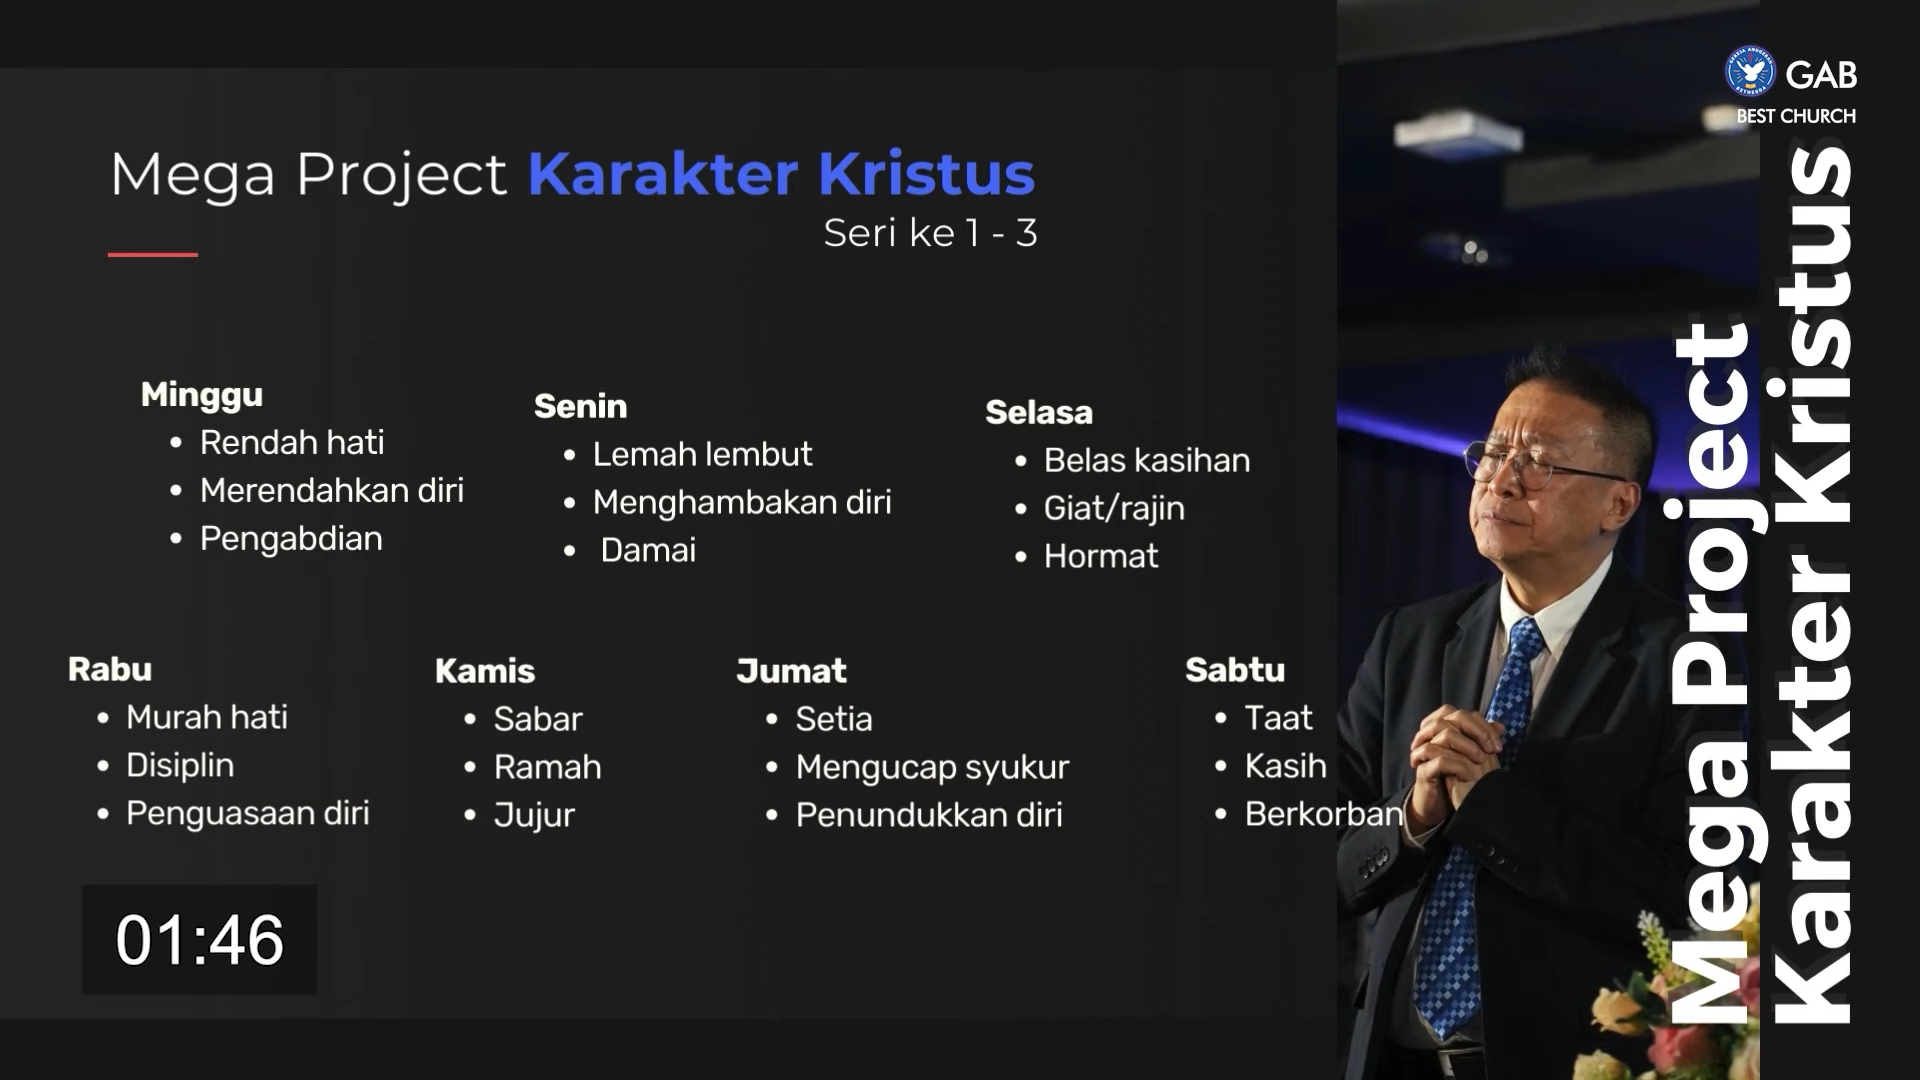 Mega Project Karakter Kristus
Seri ke 1 - 3
Minggu
• Rendah hati
• Merendahkan diri
• Pengabdian
Senin
• Lemah lembut
• Menghambakan diri
• Damai
Selasa
• Belas kasihan
• Giat/rajin
• Hormat
Rabu
• Murah hati
• Disiplin
• Penguasaan diri
Kamis
• Sabar
• Ramah
• Jujur
Jumat
• Setia
• Mengucap syukur
• Penundukkan diri
Sabtu
• Taat
• Kasih
• Berkorban
01:46
GAB
BEST CHURCH
Mega Project
Karakter Kristus